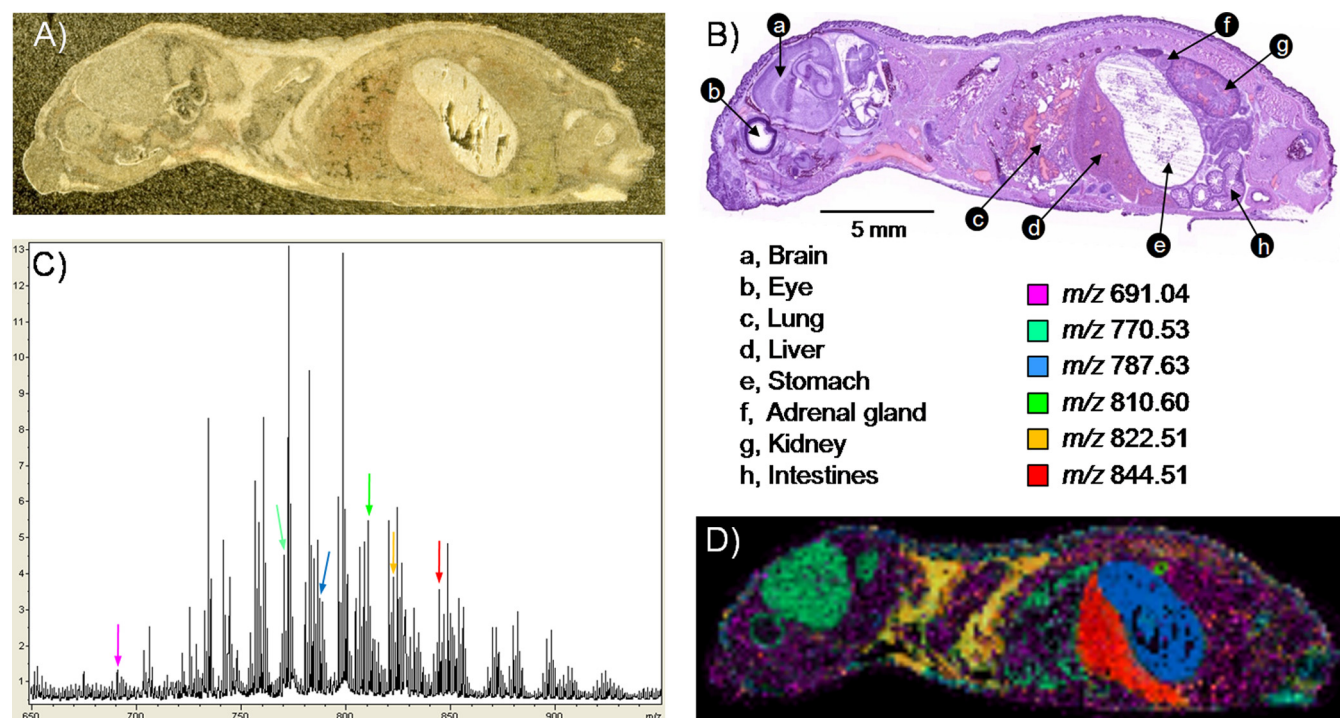 A)
B)
a
b
c
d
e
f
g
h
5 mm
a, Brain
b, Eye
c, Lung
d, Liver
e, Stomach
f, Adrenal gland
g, Kidney
h, Intestines
m/z 691.04
m/z 770.53
m/z 787.63
m/z 810.60
m/z 822.51
m/z 844.51
C)
13
12
11
10
9
8
7
6
5
4
3
2
1
650
700
750
800
850
900
m/z
D)